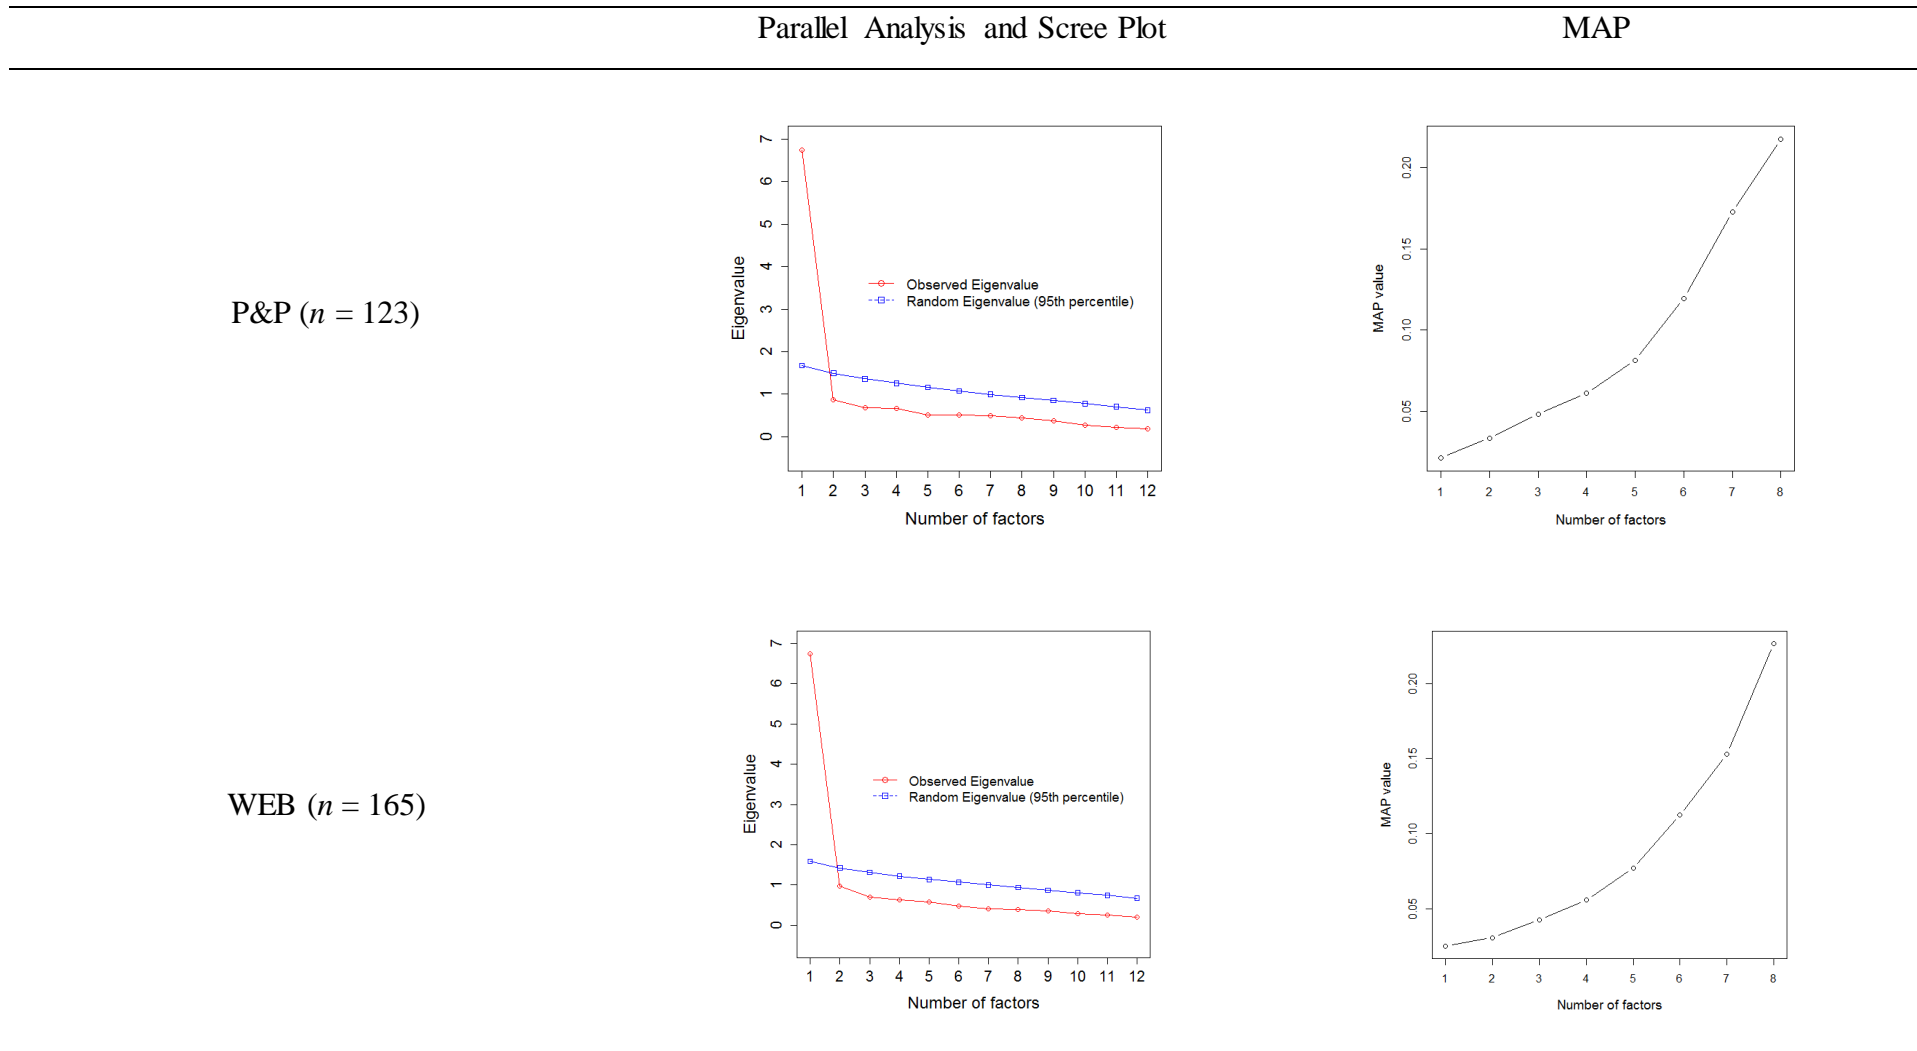 Parallel Analysis and Scree Plot MAP
P&P (n = 123)
7
6
5
4
3
2
1
0
Eigenvalue
Observed Eigenvalue
Random Eigenvalue (95th percentile)
1 2 3 4 5 6 7 8 9 10 11 12
Number of factors
0.20
0.15
0.10
0.05
MAP value
1 2 3 4 5 6 7 8
Number of factors
WEB (n = 165)
7
6
5
4
3
2
1
0
Eigenvalue
Observed Eigenvalue
Random Eigenvalue (95th percentile)
1 2 3 4 5 6 7 8 9 10 11 12
Number of factors
0.20
0.15
0.10
0.05
MAP value
1 2 3 4 5 6 7 8
Number of factors